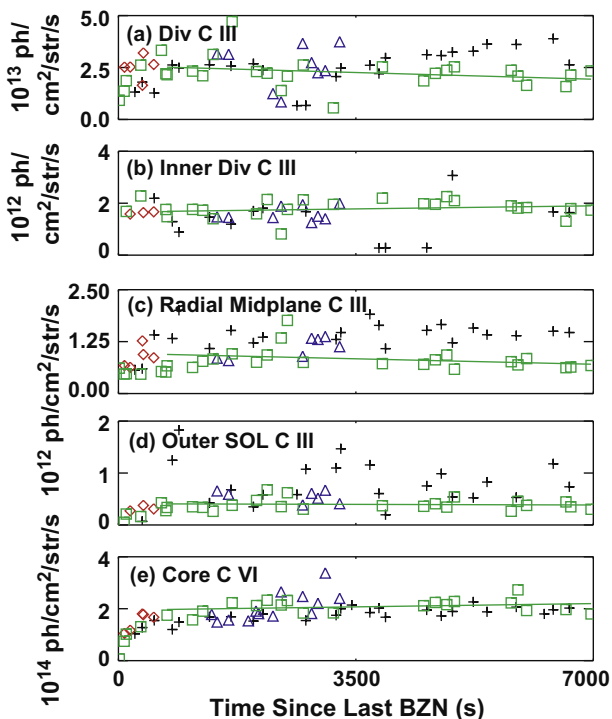 (a) Div C III
10¹³ ph/
cm²/str/s
5.0
2.5
0.0
(b) Inner Div C III
10¹² ph/
cm²/str/s
4
2
0
(c) Radial Midplane C III
10¹² ph/cm²/str/s
2.50
1.25
0.00
(d) Outer SOL C III
2
1
0
(e) Core C VI
10¹⁴ ph/cm²/str/s
4
2
0
0
3500
7000
Time Since Last BZN (s)